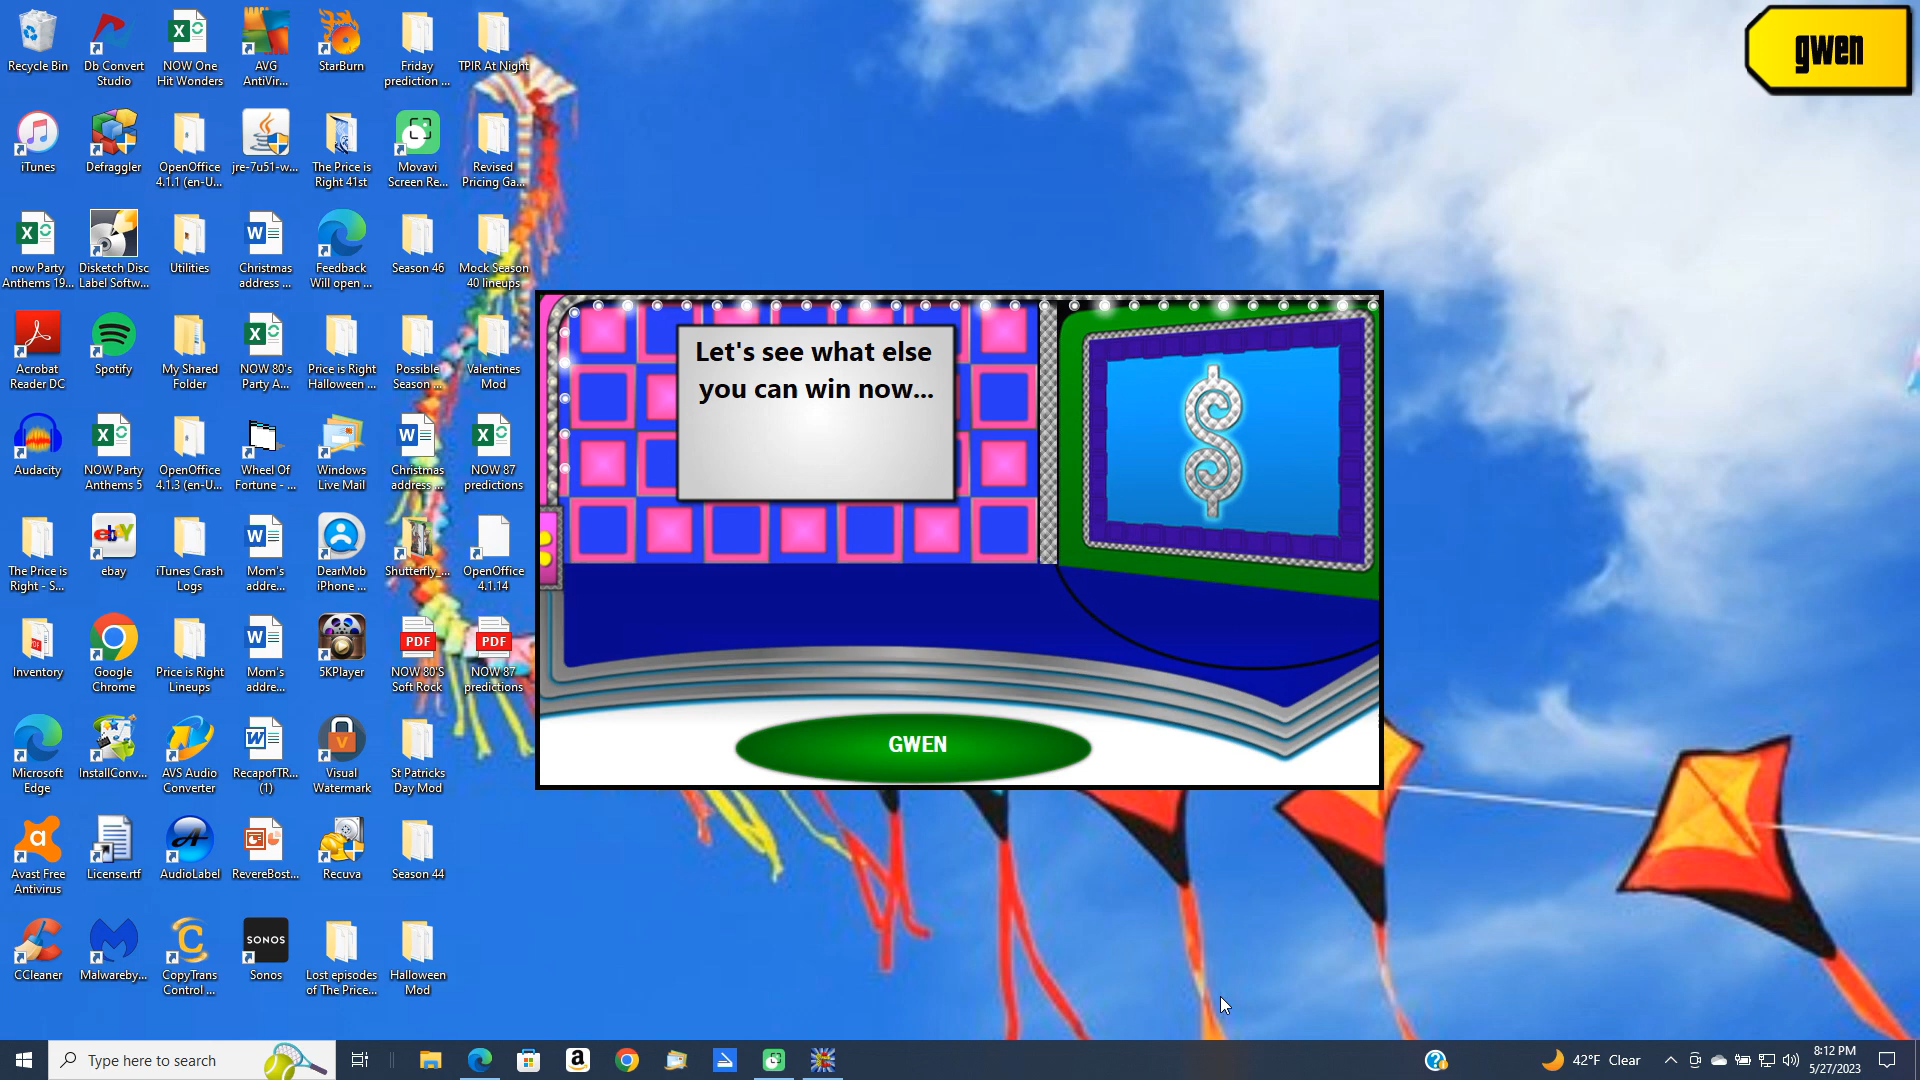 Recycle Bin
Db Convert
Studio
NOW One
Hit Wonders
AVG
AntiVir...
StarBurn
Friday
prediction ...
TPIR At Night
gwen
iTunes
Defraggler
OpenOffice
4.1.1 (en-U...
jre-7u51-w...
The Price is
Right 41st
Movavi
Screen Re...
Revised
Pricing Ga...
now Party
Anthems 19...
Disketch Disc
Label Softw...
Utilities
Christmas
address ...
Feedback
Will open ...
Season 46
Mock Season
40 lineups
Acrobat
Reader DC
Spotify
My Shared
Folder
NOW 80's
Party A...
Price is Right
Halloween ...
Possible
Season ...
Valentines
Mod
Audacity
NOW Party
Anthems 5
OpenOffice
4.1.3 (en-U...
Wheel Of
Fortune - ...
Windows
Live Mail
Christmas
address ...
NOW 87
predictions
The Price is
Right - S...
ebay
iTunes Crash
Logs
Mom's
addre...
DearMob
iPhone ...
Shutterfly_...
OpenOffice
4.1.14
Inventory
Google
Chrome
Price is Right
Lineups
Mom's
addre...
5KPlayer
PDF
NOW 80'S
Soft Rock
PDF
NOW 87
predictions
Microsoft
Edge
InstallConv...
AVS Audio
Converter
RecapofTR...
(1)
Visual
Watermark
St Patricks
Day Mod
Avast Free
Antivirus
License.rtf
AudioLabel
RevereBost...
Recuva
Season 44
CCleaner
Malwareby...
CopyTrans
Control ...
SONOS
Sonos
Lost episodes
of The Price...
Halloween
Mod
Let's see what else
you can win now...
GWEN
Type here to search
42°F Clear
8:12 PM
5/27/2023